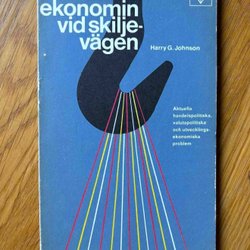 ekonomin
vid skilje-
vägen
Harry G. Johnson
Aktuella
handelspolitiska,
valutapolitiska
och utvecklings-
ekonomiska
problem